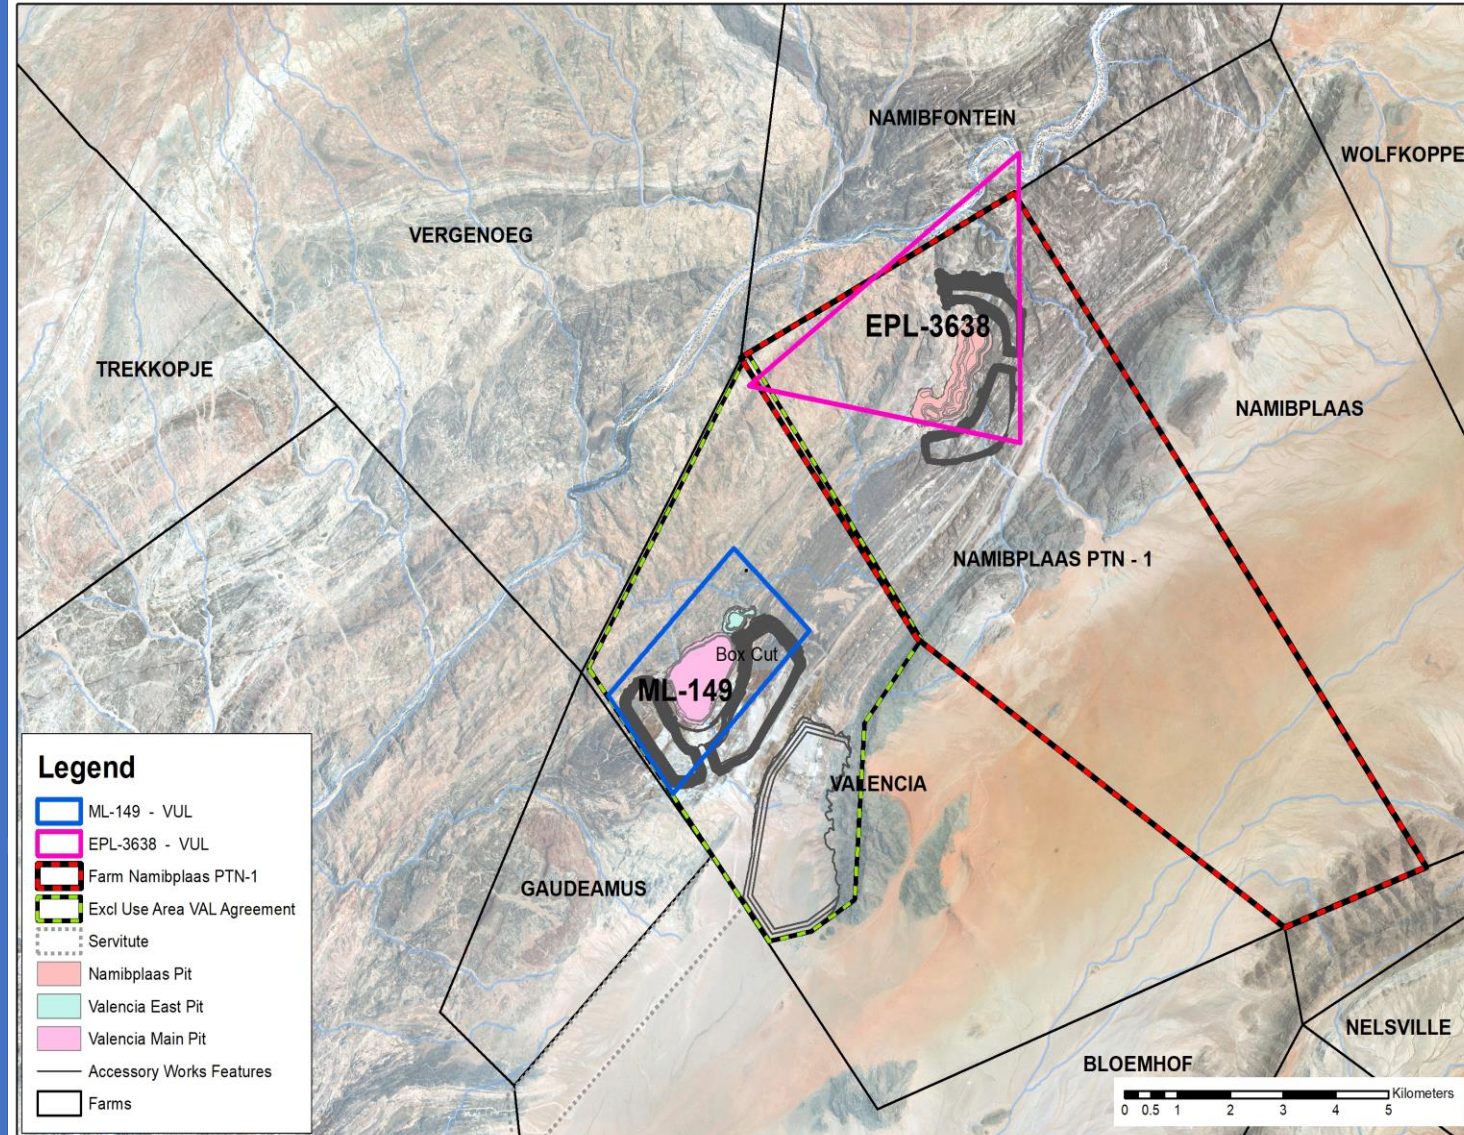 NAMIBFONTEIN
WOLFKOPPE
VERGENOEG
EPL-3638
TREKKOPJE
NAMIBPLAAS
NAMIBPLAAS PTN - 1
Box Cut
ML-149
VALENCIA
GAUDEAMUS
NELSVILLE
BLOEMHOF
Legend
ML-149 - VUL
EPL-3638 - VUL
Farm Namibplaas PTN-1
Excl Use Area VAL Agreement
Servitute
Namibplaas Pit
Valencia East Pit
Valencia Main Pit
Accessory Works Features
Farms
Kilometers
0 0.5 1 2 3 4 5